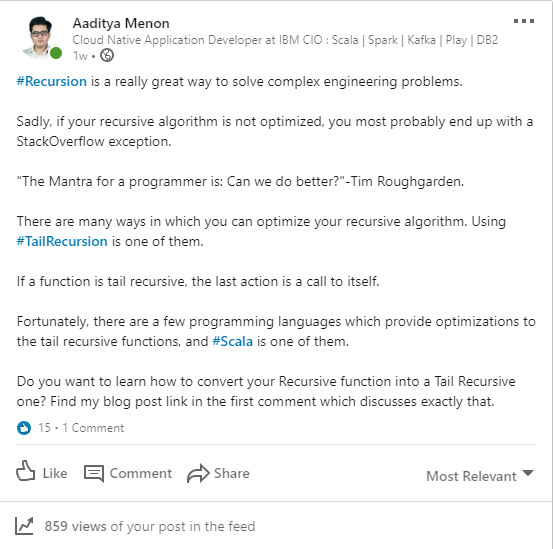 Aaditya Menon
Cloud Native Application Developer at IBM CIO : Scala | Spark | Kafka | Play | DB2
1w •
#Recursion is a really great way to solve complex engineering problems.
Sadly, if your recursive algorithm is not optimized, you most probably end up with a
StackOverflow exception.
"The Mantra for a programmer is: Can we do better?"-Tim Roughgarden.
There are many ways in which you can optimize your recursive algorithm. Using
#TailRecursion is one of them.
If a function is tail recursive, the last action is a call to itself.
Fortunately, there are a few programming languages which provide optimizations to
the tail recursive functions, and #Scala is one of them.
Do you want to learn how to convert your Recursive function into a Tail Recursive
one? Find my blog post link in the first comment which discusses exactly that.
15 • 1 Comment
Like Comment Share Most Relevant
859 views of your post in the feed